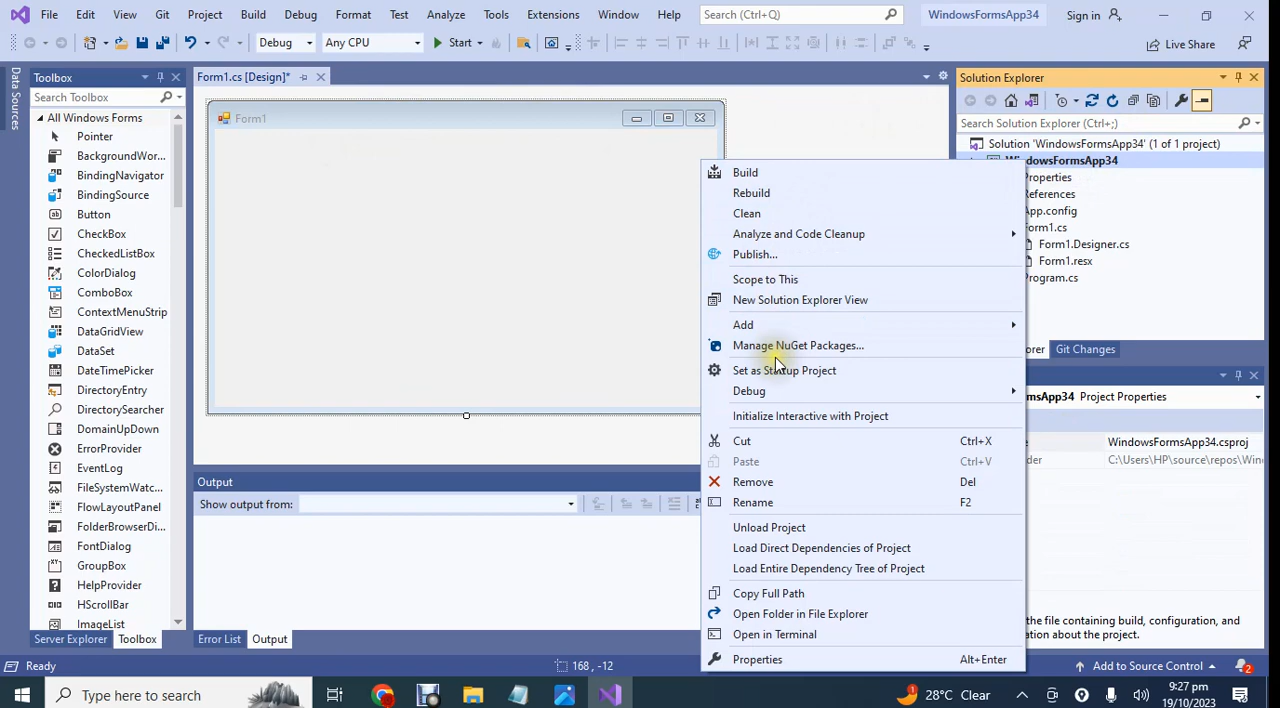 File Edit View Git Project Build Debug Format Test Analyze Tools Extensions Window Help Search (Ctrl+Q) WindowsFormsApp34 Sign in
Debug Any CPU Start Live Share
Data Sources
Toolbox
Search Toolbox
All Windows Forms
Pointer
BackgroundWor...
BindingNavigator
BindingSource
Button
CheckBox
CheckedListBox
ColorDialog
ComboBox
ContextMenuStrip
DataGridView
DataSet
DateTimePicker
DirectoryEntry
DirectorySearcher
DomainUpDown
ErrorProvider
EventLog
FileSystemWatc...
FlowLayoutPanel
FolderBrowserDi...
FontDialog
GroupBox
HelpProvider
HScrollBar
ImageList
Server Explorer Toolbox
Form1.cs [Design]*
Form1
Output
Show output from:
Error List Output
Build
Rebuild
Clean
Analyze and Code Cleanup
Publish...
Scope to This
New Solution Explorer View
Add
Manage NuGet Packages...
Set as Startup Project
Debug
Initialize Interactive with Project
Cut Ctrl+X
Paste Ctrl+V
Remove Del
Rename F2
Unload Project
Load Direct Dependencies of Project
Load Entire Dependency Tree of Project
Copy Full Path
Open Folder in File Explorer
Open in Terminal
Properties Alt+Enter
Solution Explorer
Search Solution Explorer (Ctrl+;)
Solution 'WindowsFormsApp34' (1 of 1 project)
WindowsFormsApp34
Properties
References
App.config
Form1.cs
Form1.Designer.cs
Form1.resx
Program.cs
Git Changes
Project Properties
WindowsFormsApp34.csproj
C:\Users\HP\source\repos\Win
the file containing build, configuration, and
about the project.
Ready 168 , -12 Add to Source Control 2
Type here to search 1 28°C Clear 9:27 pm
19/10/2023